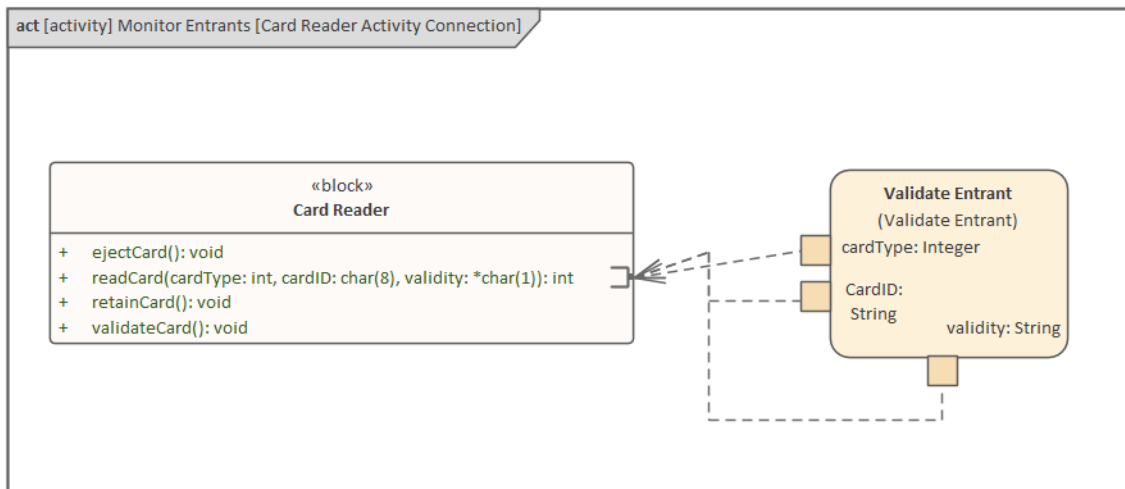 act [activity] Monitor Entrants [Card Reader Activity Connection]
«block»
Card Reader
+ ejectCard(): void
+ readCard(cardType: int, cardID: char(8), validity: *char(1)): int
+ retainCard(): void
+ validateCard(): void
Validate Entrant
(Validate Entrant)
cardType: Integer
CardID:
String
validity: String